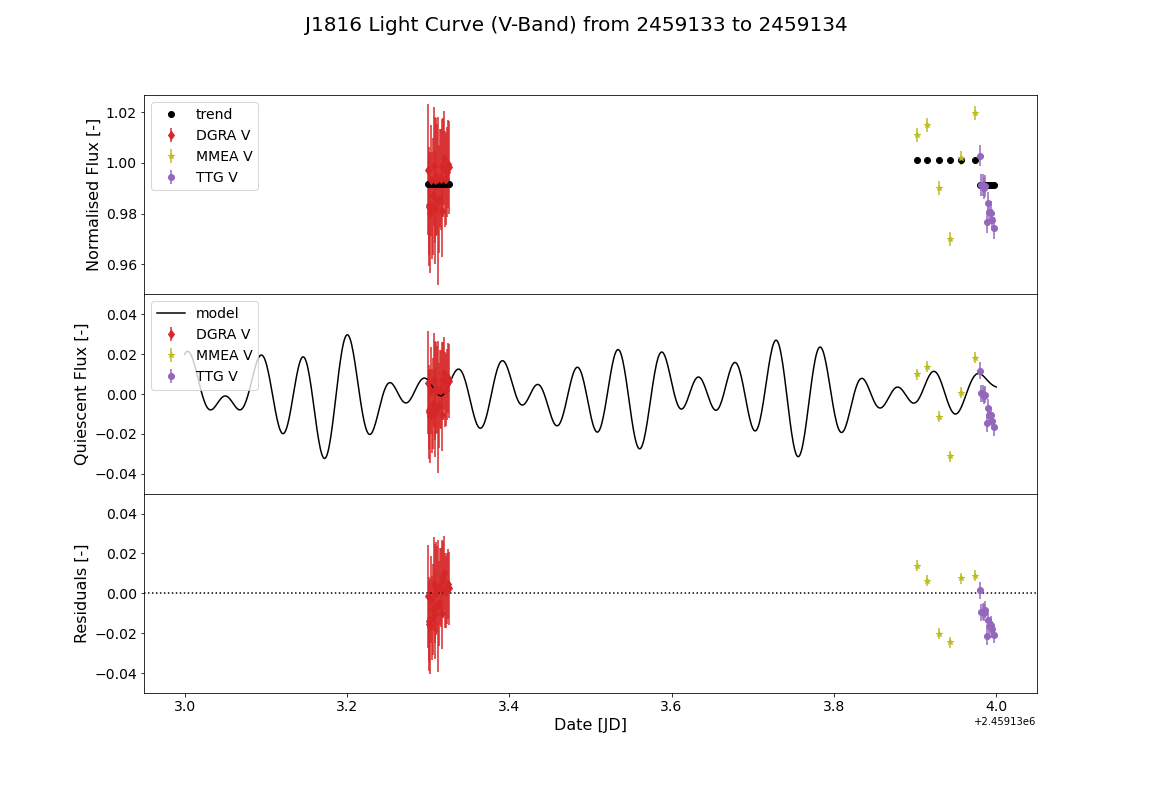 J1816 Light Curve (V-Band) from 2459133 to 2459134
Normalised Flux [-]
1.02
1.00
0.98
0.96
trend
DGRA V
MMEA V
TTG V
Quiescent Flux [-]
0.04
0.02
0.00
−0.02
−0.04
model
DGRA V
MMEA V
TTG V
Residuals [-]
0.04
0.02
0.00
−0.02
−0.04
3.0 3.2 3.4 3.6 3.8 4.0
Date [JD]
+2.45913e6